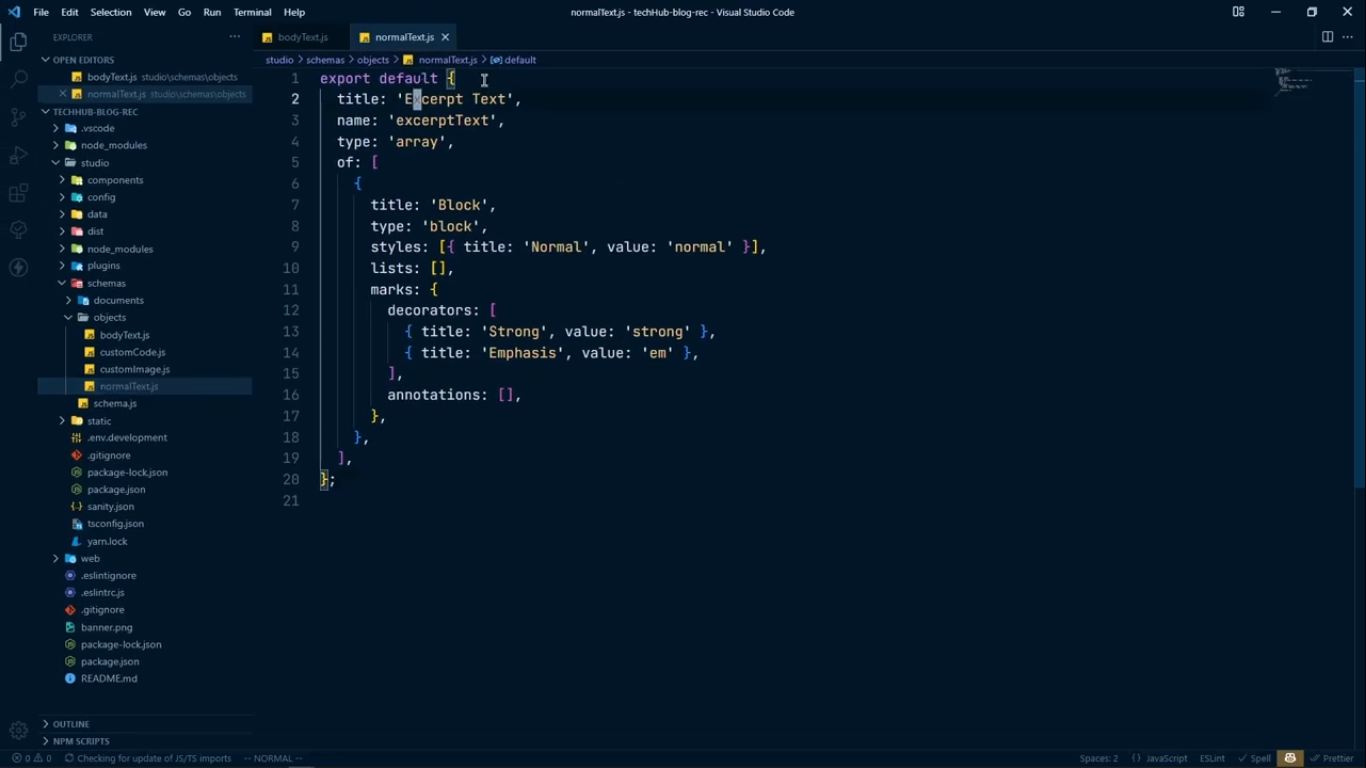 File Edit Selection View Go Run Terminal Help
normalText.js - techHub-blog-rec - Visual Studio Code
EXPLORER
OPEN EDITORS
bodyText.js studio\schemas\objects
normalText.js studio\schemas\objects
TECHHUB-BLOG-REC
.vscode
node_modules
studio
components
config
data
dist
node_modules
plugins
schemas
documents
objects
bodyText.js
customCode.js
customImage.js
normalText.js
schema.js
static
.env.development
.gitignore
package-lock.json
package.json
sanity.json
tsconfig.json
yarn.lock
web
.eslintignore
.eslintrc.js
.gitignore
banner.png
package-lock.json
package.json
README.md
OUTLINE
NPM SCRIPTS
bodyText.js normalText.js
studio > schemas > objects > normalText.js > default
1 export default {
2 title: 'Excerpt Text',
3 name: 'excerptText',
4 type: 'array',
5 of: [
6 {
7 title: 'Block',
8 type: 'block',
9 styles: [{ title: 'Normal', value: 'normal' }],
10 lists: [],
11 marks: {
12 decorators: [
13 { title: 'Strong', value: 'strong' },
14 { title: 'Emphasis', value: 'em' },
15 ],
16 annotations: [],
17 },
18 },
19 ],
20 };
21
0 0 Checking for update of JS/TS imports -- NORMAL -- Spaces: 2 {} JavaScript ESLint Spell Prettier